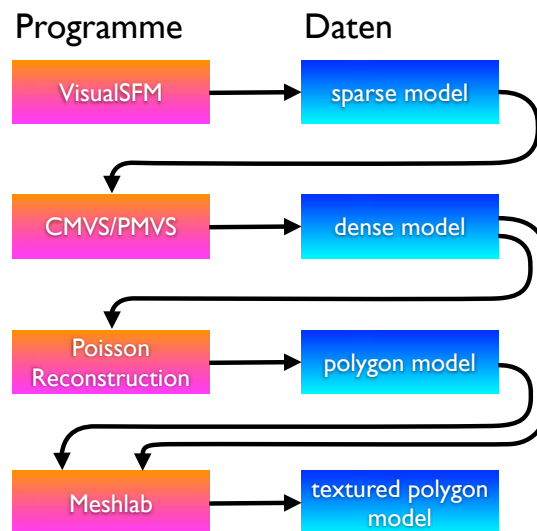 Programme
Daten
VisualSFM
sparse model
CMVS/PMVS
dense model
Poisson
Reconstruction
polygon model
Meshlab
textured polygon
model